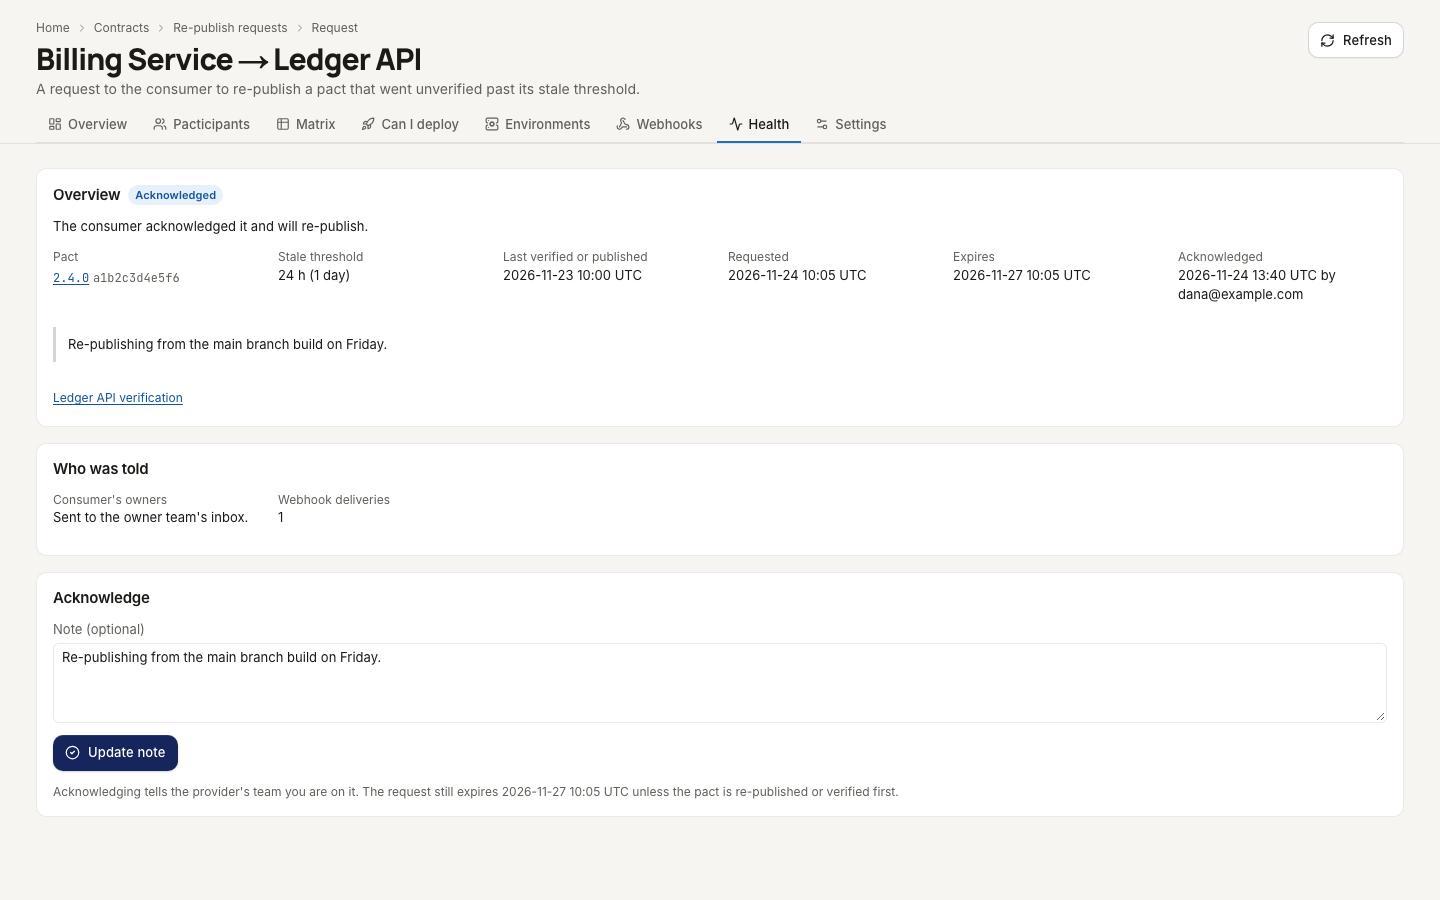 Home > Contracts > Re-publish requests > Request
Billing Service → Ledger API
A request to the consumer to re-publish a pact that went unverified past its stale threshold.
Refresh
Overview Pacticipants Matrix Can I deploy Environments Webhooks Health Settings
Overview Acknowledged
The consumer acknowledged it and will re-publish.
Pact Stale threshold Last verified or published Requested Expires Acknowledged
2.4.0 a1b2c3d4e5f6 24 h (1 day) 2026-11-23 10:00 UTC 2026-11-24 10:05 UTC 2026-11-27 10:05 UTC 2026-11-24 13:40 UTC by
dana@example.com
Re-publishing from the main branch build on Friday.
Ledger API verification
Who was told
Consumer's owners Webhook deliveries
Sent to the owner team's inbox. 1
Acknowledge
Note (optional)
Re-publishing from the main branch build on Friday.
Update note
Acknowledging tells the provider's team you are on it. The request still expires 2026-11-27 10:05 UTC unless the pact is re-published or verified first.